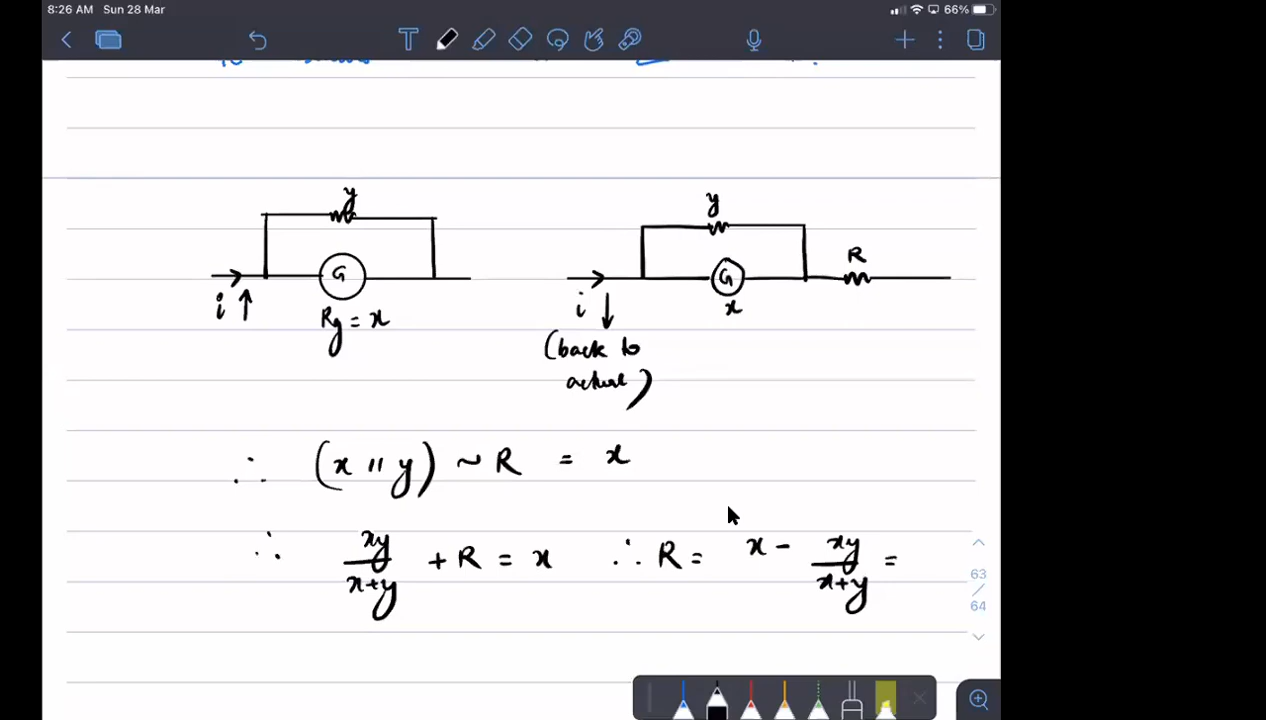 8:26 AM Sun 28 Mar 66%
T
y
G
i
Rg = x
y
G
x
R
i
(back to
actual)
∴ (x || y) ~ R = x
∴ xy/x+y + R = x ∴ R = x - xy/x+y =
63
/
64